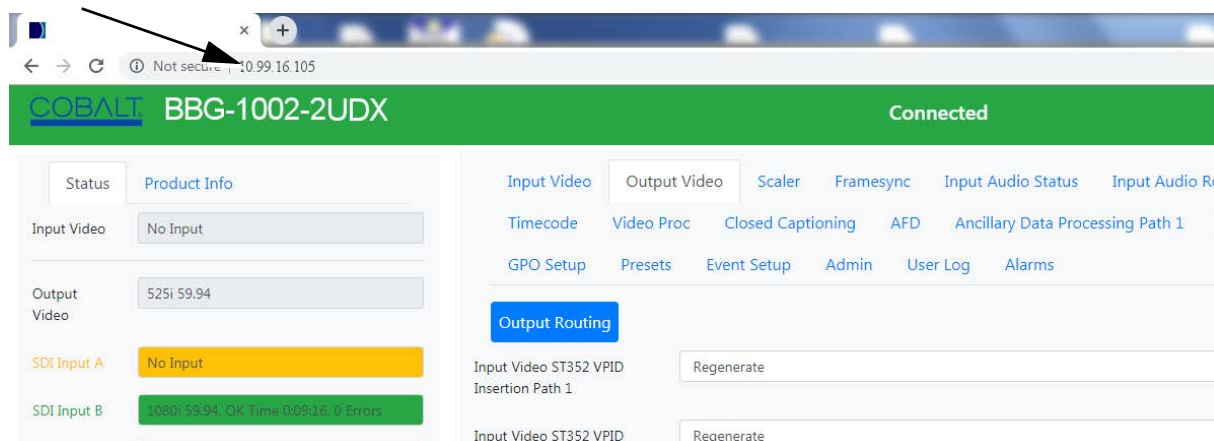 Not secure | 10.99.16.105
COBALT BBG-1002-2UDX Connected
Status Product Info
Input Video No Input
Output Video 525i 59.94
SDI Input A No Input
SDI Input B 1080i 59.94, OK Time 0:09:16, 0 Errors
Input Video Output Video Scaler Framesync Input Audio Status Input Audio R
Timecode Video Proc Closed Captioning AFD Ancillary Data Processing Path 1
GPO Setup Presets Event Setup Admin User Log Alarms
Output Routing
Input Video ST352 VPID Insertion Path 1 Regenerate
Input Video ST352 VPID Regenerate